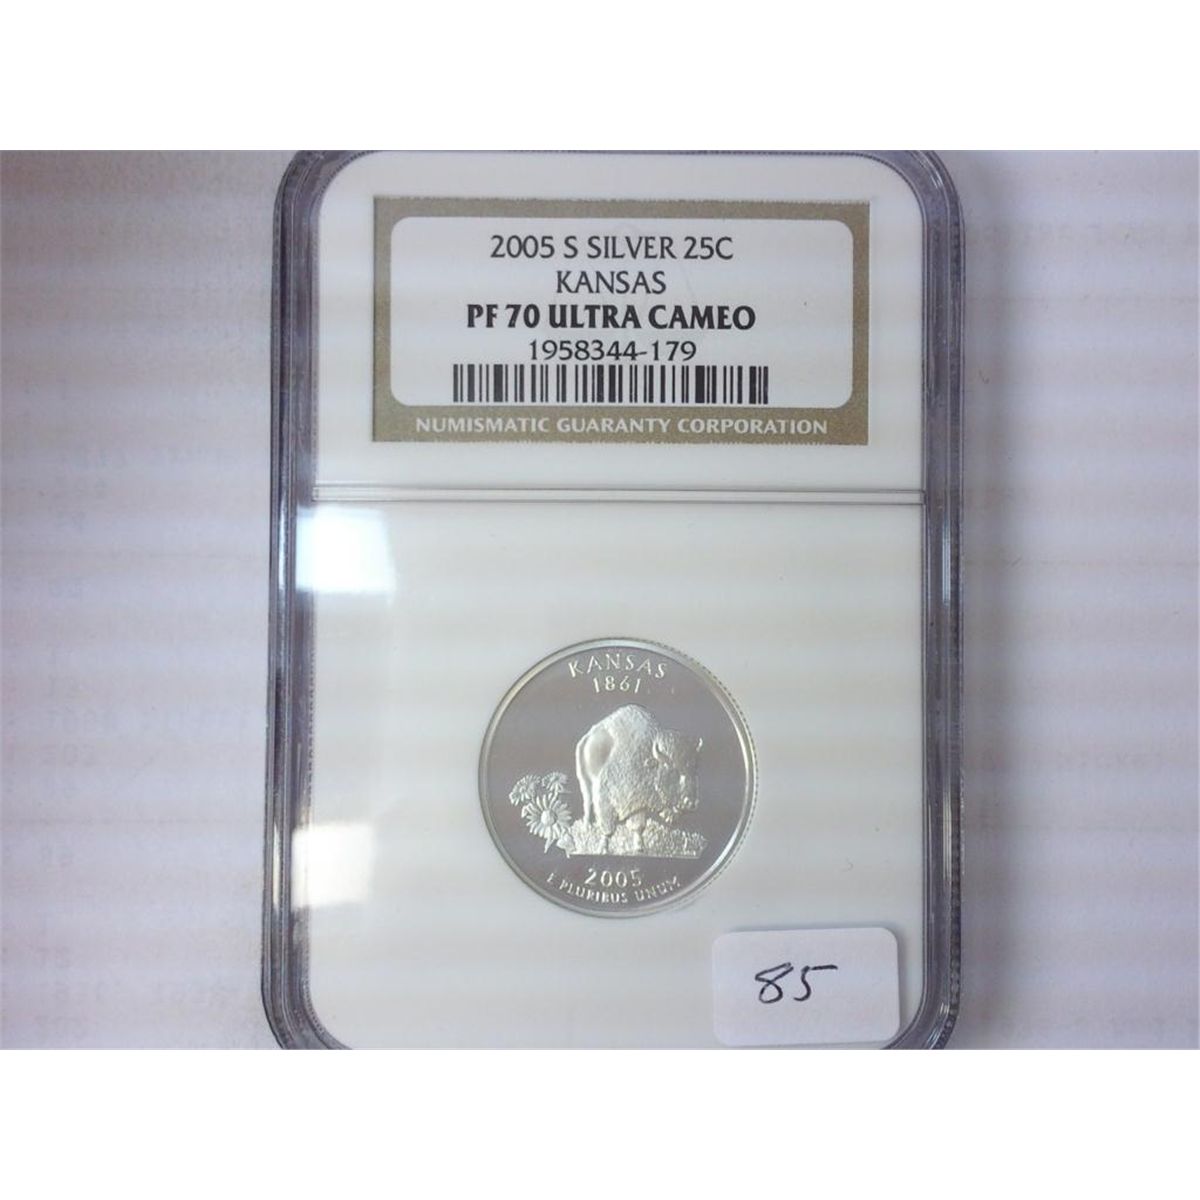 2005 S SILVER 25C
KANSAS
PF 70 ULTRA CAMEO
1958344-179
NUMISMATIC GUARANTY CORPORATION
KANSAS
1861
2005
E PLURIBUS UNUM
85